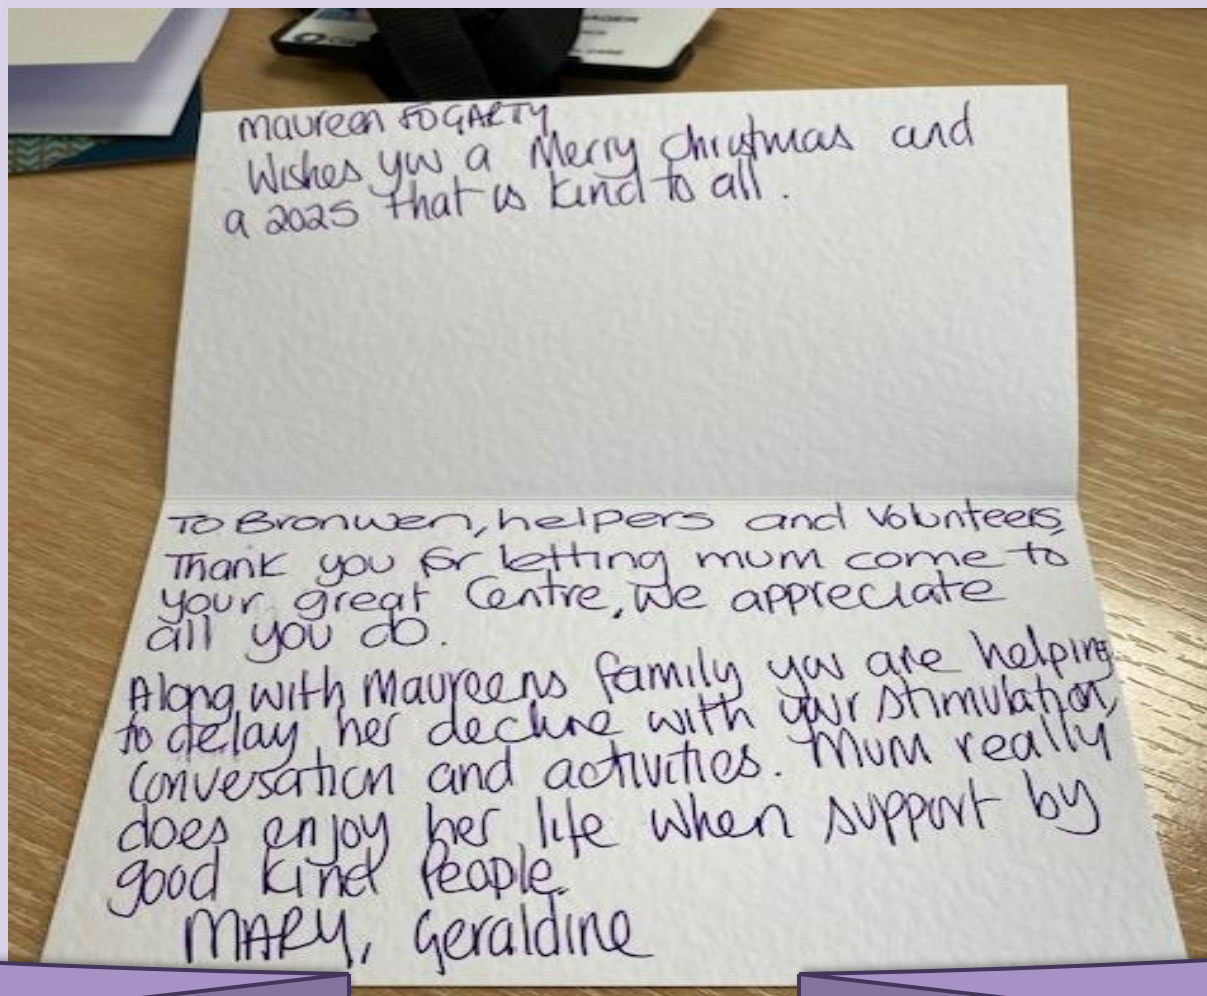 maureen FOGARTY
Wishes you a Merry Christmas and
a 2025 that is kind to all.
To Bronwen, helpers and Volunteers,
Thank you for letting mum come to
your great Centre, we appreciate
all you do.
Along with Maureens family you are helping
to delay her decline with your stimulation,
conversation and activities. Mum really
does enjoy her life when support by
good kind People.
MARY, Geraldine